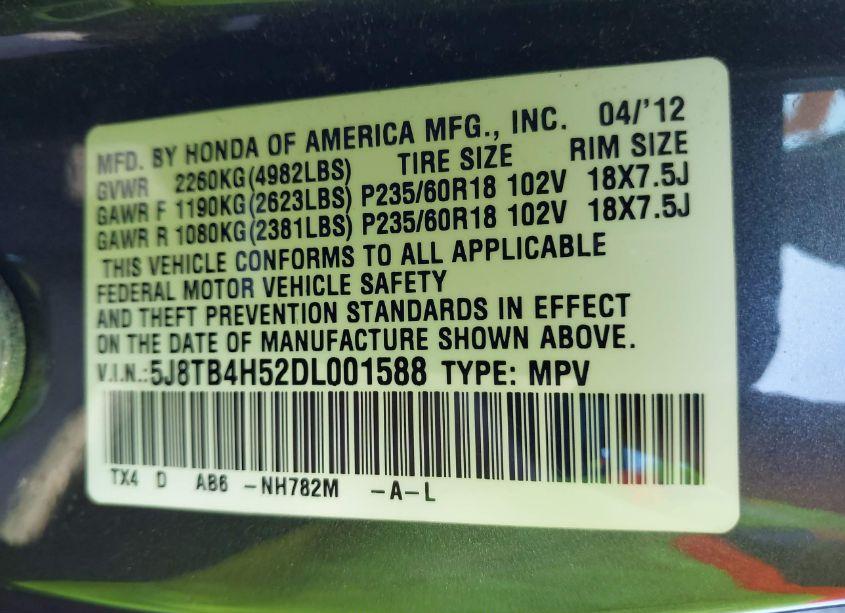 MFD. BY HONDA OF AMERICA MFG., INC. 04/'12
GVWR 2260KG(4982LBS) TIRE SIZE RIM SIZE
GAWR F 1190KG(2623LBS) P235/60R18 102V 18X7.5J
GAWR R 1080KG(2381LBS) P235/60R18 102V 18X7.5J
THIS VEHICLE CONFORMS TO ALL APPLICABLE
FEDERAL MOTOR VEHICLE SAFETY
AND THEFT PREVENTION STANDARDS IN EFFECT
ON THE DATE OF MANUFACTURE SHOWN ABOVE.
V.I.N.:5J8TB4H52DL001588 TYPE: MPV
TX4 D AB6 -NH782M -A-L